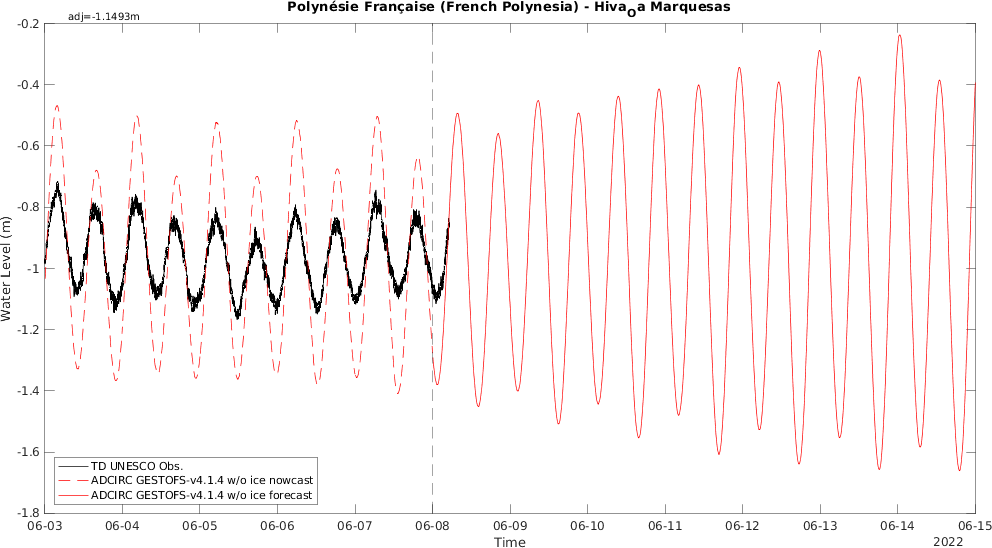 Polynésie Française (French Polynesia) - HivaOa Marquesas
adj=-1.1493m
-0.2
-0.4
-0.6
-0.8
-1
-1.2
-1.4
-1.6
-1.8
Water Level (m)
TD UNESCO Obs.
ADCIRC GESTOFS-v4.1.4 w/o ice nowcast
ADCIRC GESTOFS-v4.1.4 w/o ice forecast
06-03 06-04 06-05 06-06 06-07 06-08 06-09 06-10 06-11 06-12 06-13 06-14 06-15
Time
2022